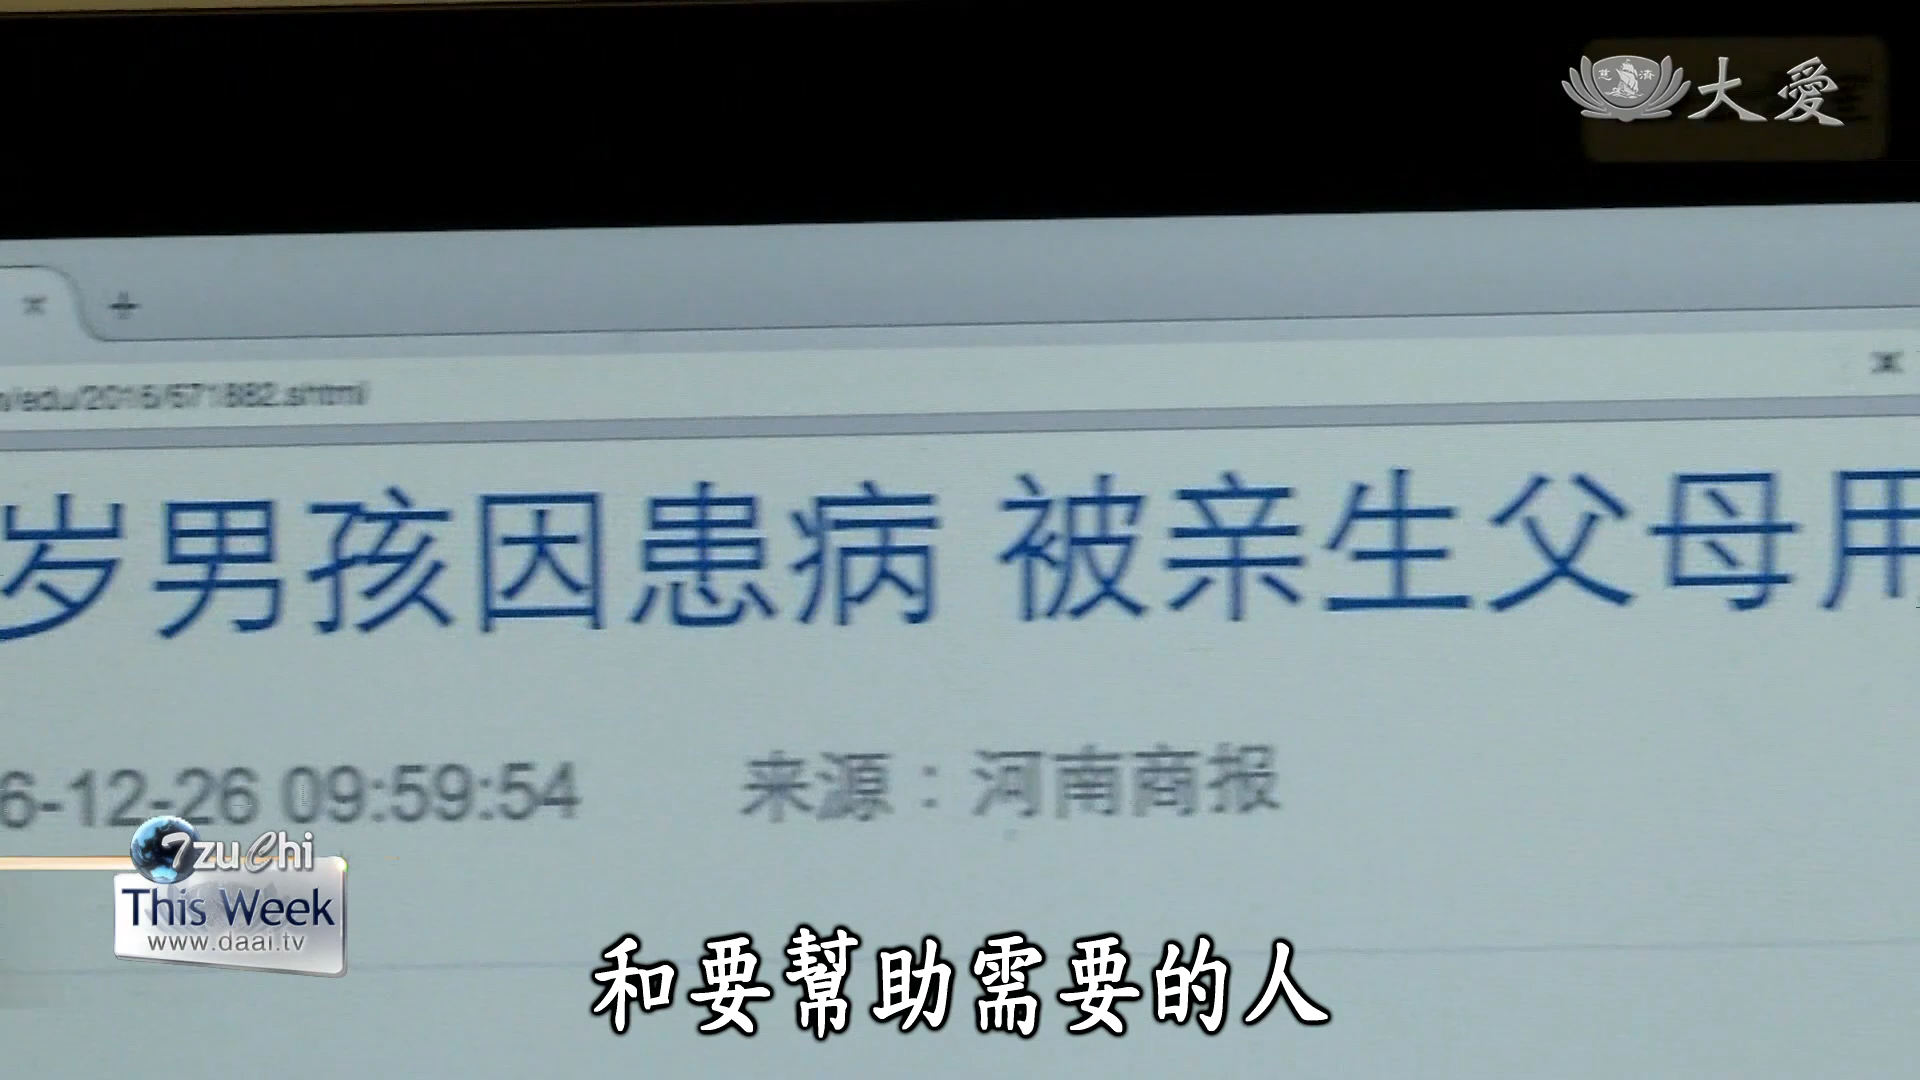 慈濟 大愛
/edu/2016/671882.shtml
岁男孩因患病 被亲生父母用
6-12-26 09:59:54 来源：河南商报
Tzu Chi
This Week
www.daai.tv
和要幫助需要的人